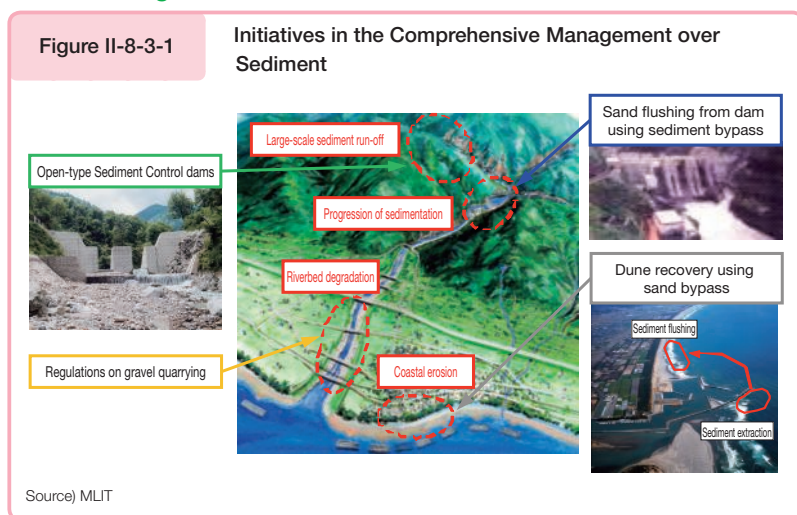 Figure II-8-3-1
Initiatives in the Comprehensive Management over
Sediment
Large-scale sediment run-off
Sand flushing from dam
using sediment bypass
Open-type Sediment Control dams
Progression of sedimentation
Riverbed degradation
Dune recovery using
sand bypass
Sediment flushing
Regulations on gravel quarrying
Coastal erosion
Sediment extraction
Source) MLIT